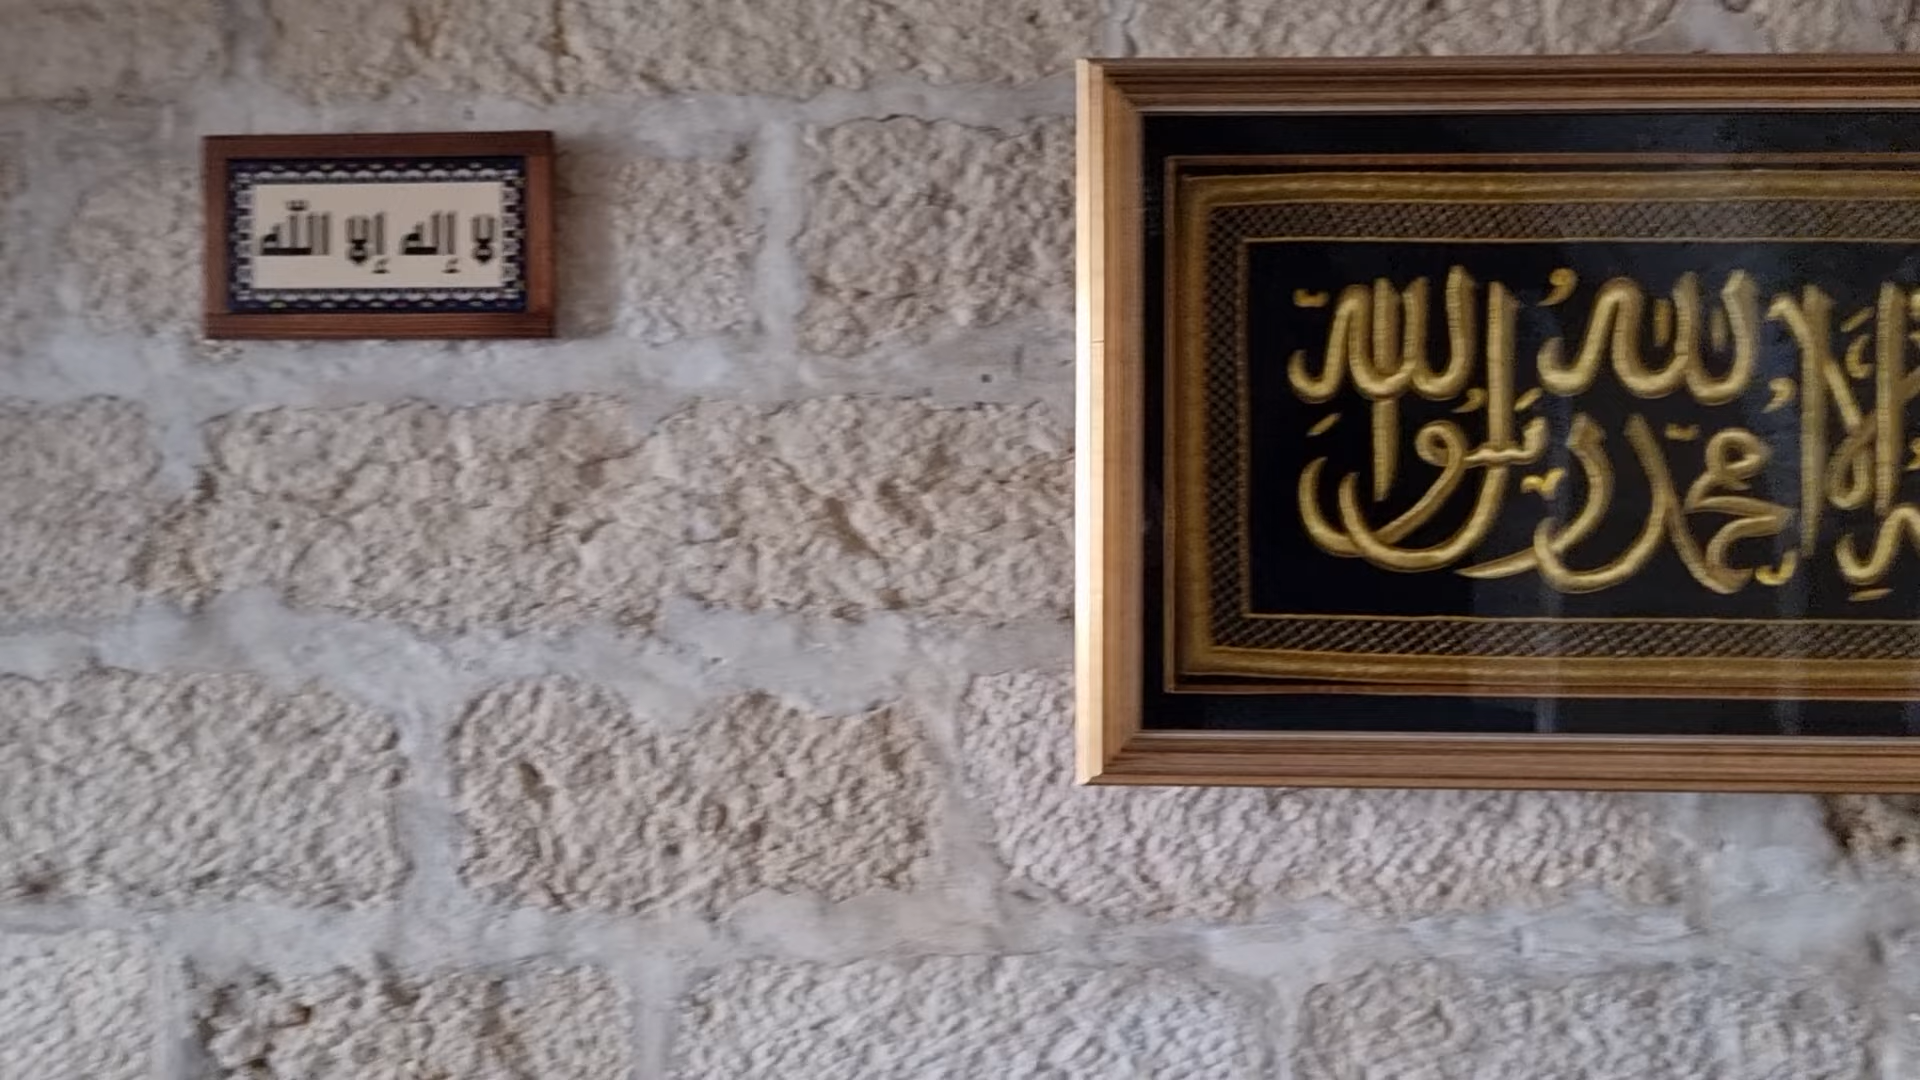 لا إله إلا الله
إلا الله
محمد رسول الله